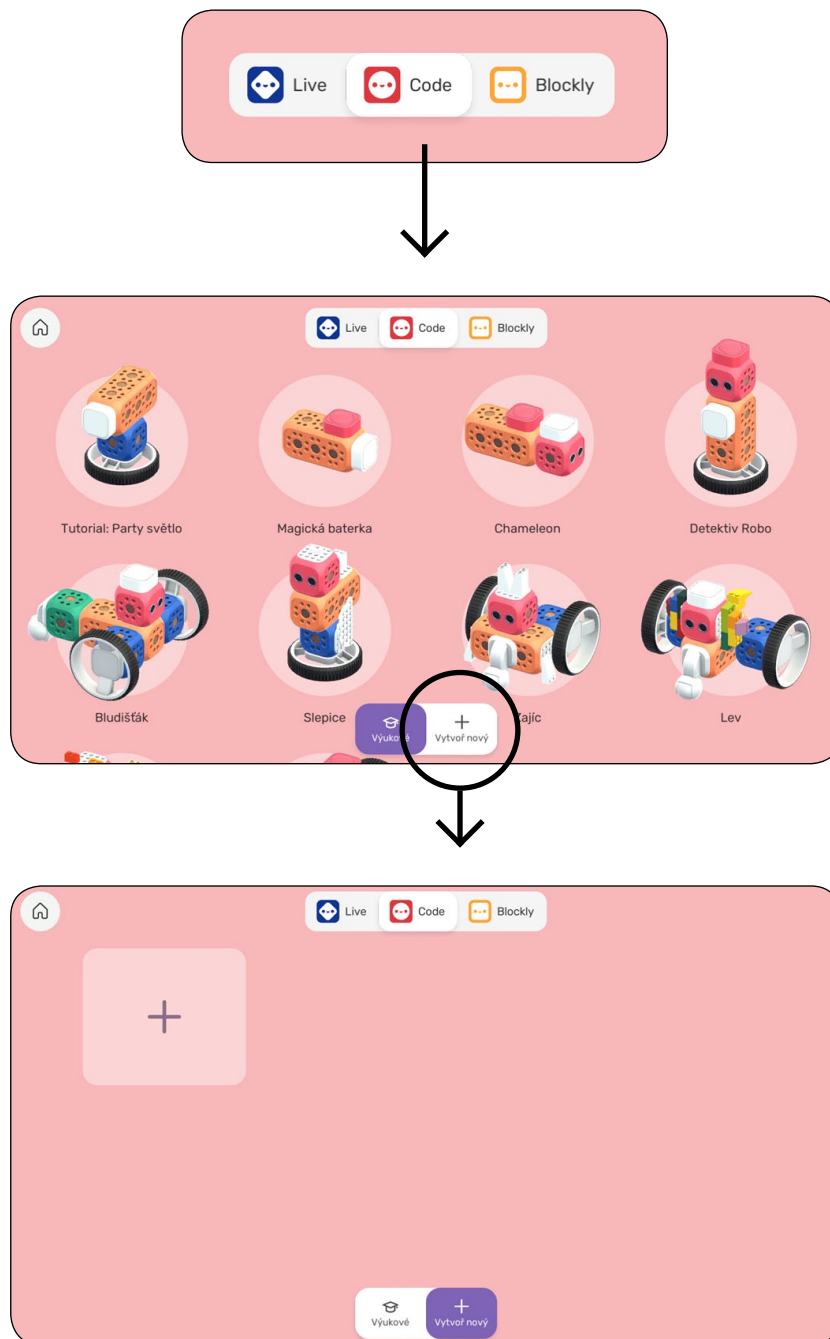 Live Code Blockly
Live Code Blockly
Tutorial: Party světlo Magická baterka Chameleon Detektiv Robo
Bludišťák Slepice Zajíc Lev
Výukové Vytvoř nový
Live Code Blockly
Výukové Vytvoř nový